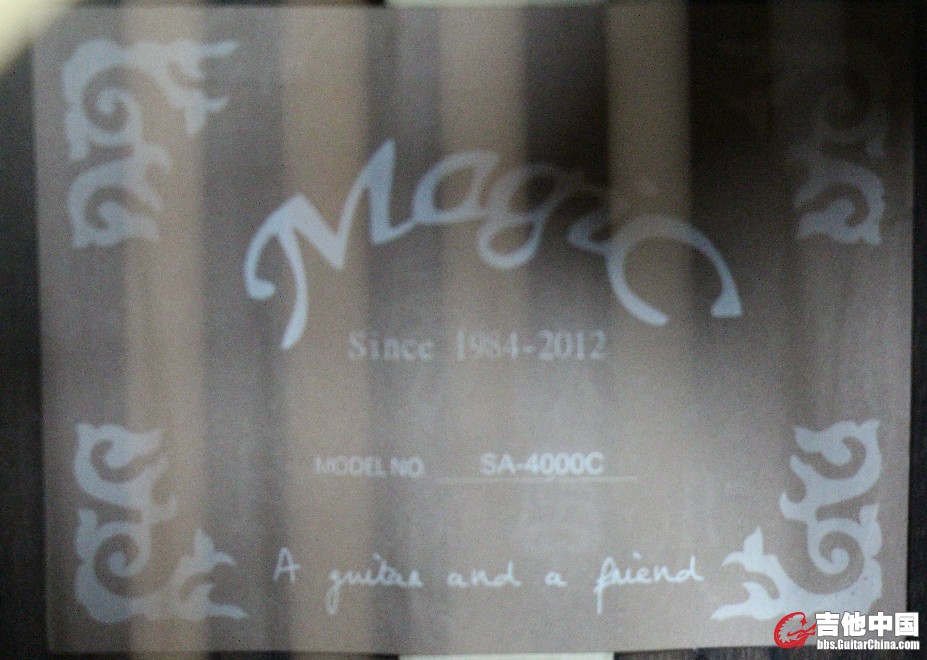 Magic
Since 1984-2012
MODEL NO. SA-4000C
A guitar and a friend
吉他中国
bbs.GuitarChina.com